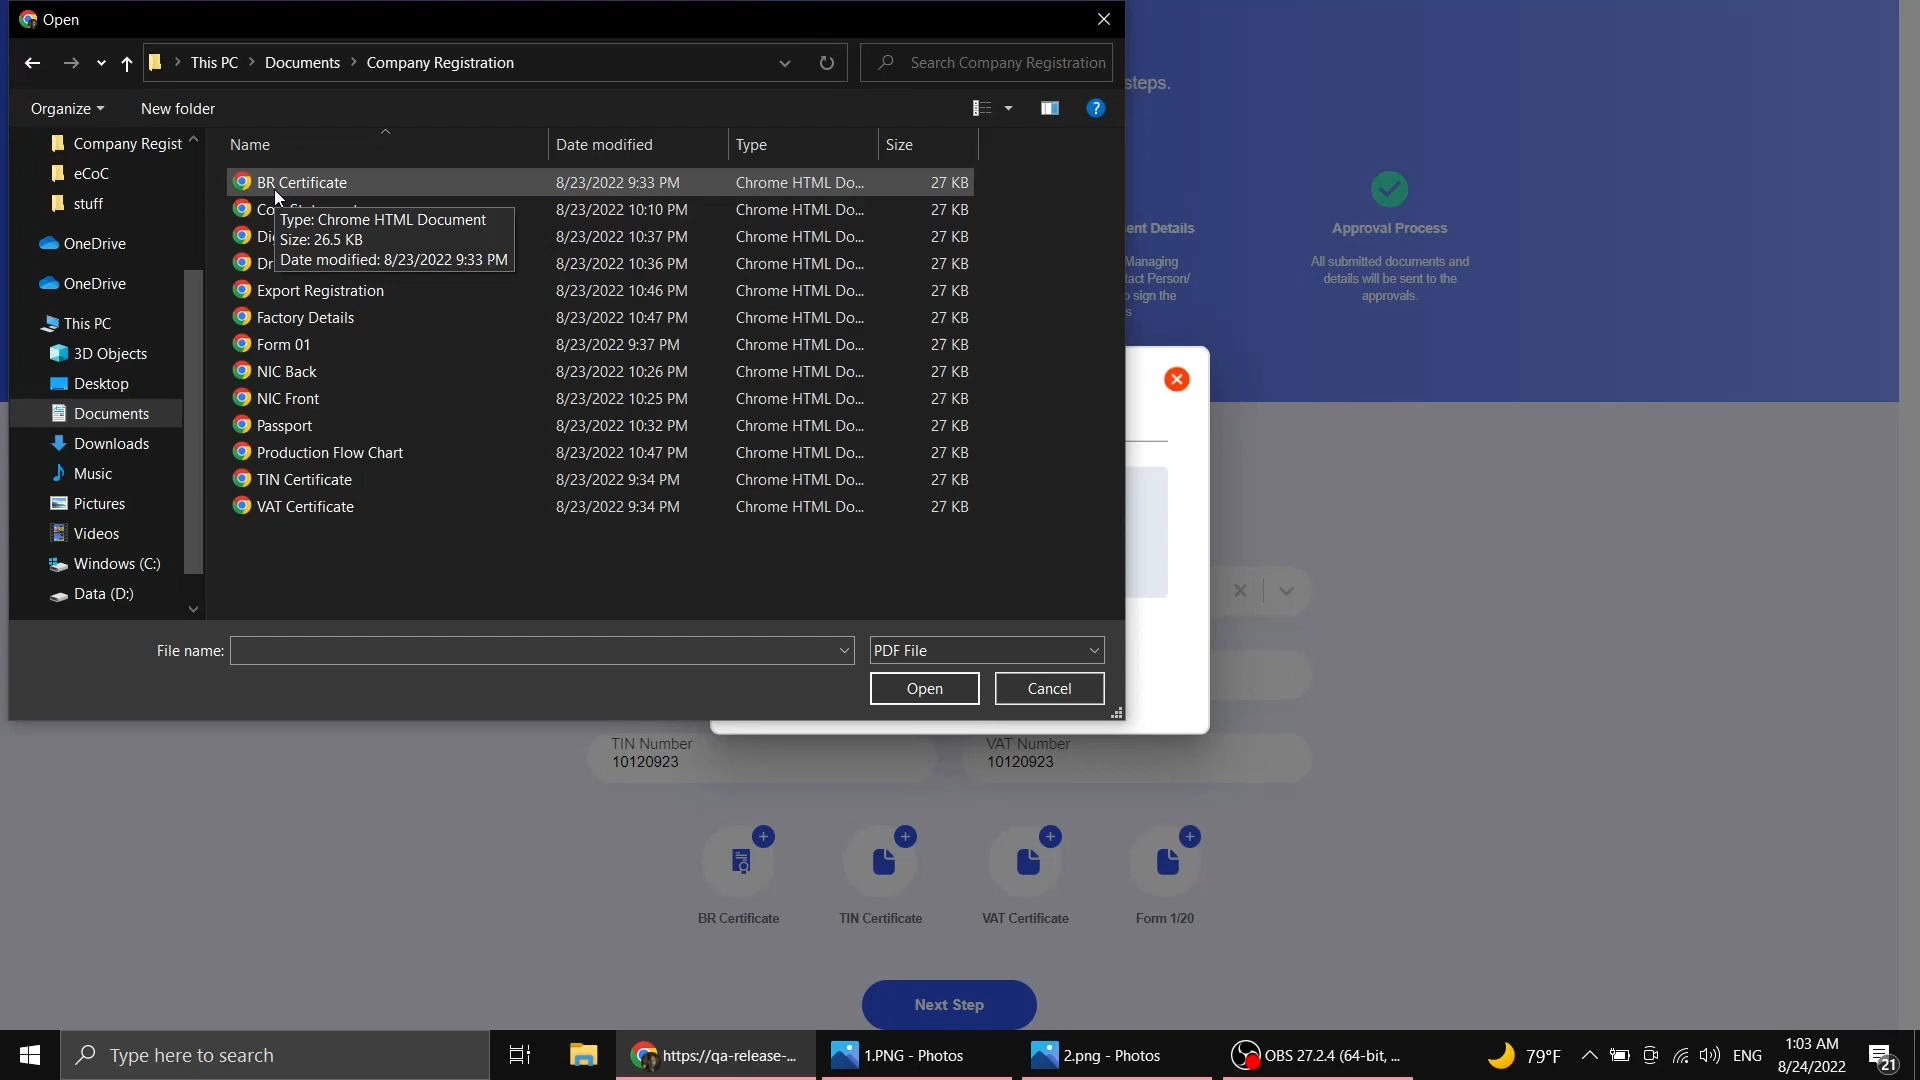 Open
This PC > Documents > Company Registration
Search Company Registration
Organize
New folder
?
Name
Date modified
Type
Size
Company Regist
eCoC
stuff
OneDrive
OneDrive
This PC
3D Objects
Desktop
Documents
Downloads
Music
Pictures
Videos
Windows (C:)
Data (D:)
BR Certificate 8/23/2022 9:33 PM Chrome HTML Do... 27 KB
8/23/2022 10:10 PM Chrome HTML Do... 27 KB
8/23/2022 10:37 PM Chrome HTML Do... 27 KB
8/23/2022 10:36 PM Chrome HTML Do... 27 KB
Export Registration 8/23/2022 10:46 PM Chrome HTML Do... 27 KB
Factory Details 8/23/2022 10:47 PM Chrome HTML Do... 27 KB
Form 01 8/23/2022 9:37 PM Chrome HTML Do... 27 KB
NIC Back 8/23/2022 10:26 PM Chrome HTML Do... 27 KB
NIC Front 8/23/2022 10:25 PM Chrome HTML Do... 27 KB
Passport 8/23/2022 10:32 PM Chrome HTML Do... 27 KB
Production Flow Chart 8/23/2022 10:47 PM Chrome HTML Do... 27 KB
TIN Certificate 8/23/2022 9:34 PM Chrome HTML Do... 27 KB
VAT Certificate 8/23/2022 9:34 PM Chrome HTML Do... 27 KB
Type: Chrome HTML Document
Size: 26.5 KB
Date modified: 8/23/2022 9:33 PM
File name:
PDF File
Open
Cancel
steps.
ent Details
Managing
tact Person/
o sign the
s
Approval Process
All submitted documents and
details will be sent to the
approvals.
TIN Number
10120923
VAT Number
10120923
BR Certificate
TIN Certificate
VAT Certificate
Form 1/20
Next Step
Type here to search
https://qa-release-...
1.PNG - Photos
2.png - Photos
OBS 27.2.4 (64-bit, ...
79°F
ENG
1:03 AM
8/24/2022
21